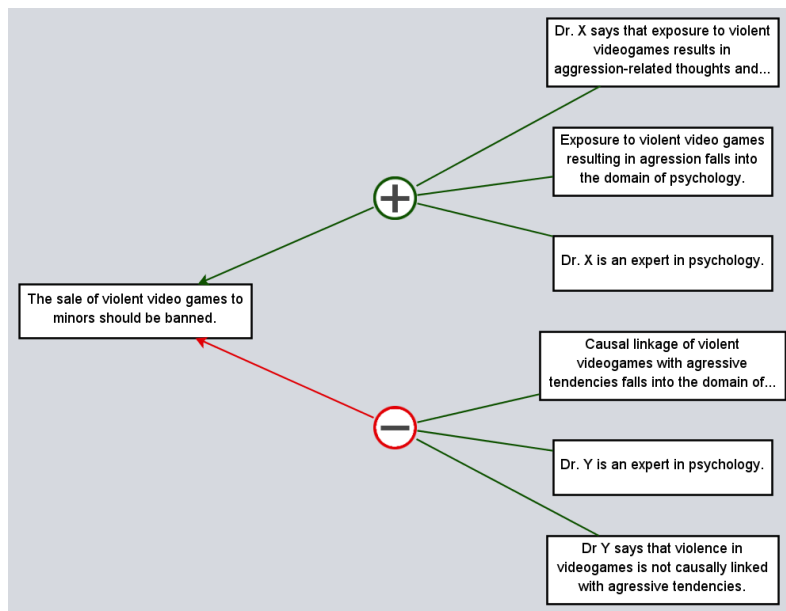 Dr. X says that exposure to violent
videogames results in
aggression-related thoughts and...
Exposure to violent video games
resulting in agression falls into
the domain of psychology.
Dr. X is an expert in psychology.
The sale of violent video games to
minors should be banned.
Causal linkage of violent
videogames with agressive
tendencies falls into the domain of...
Dr. Y is an expert in psychology.
Dr Y says that violence in
videogames is not causally linked
with agressive tendencies.